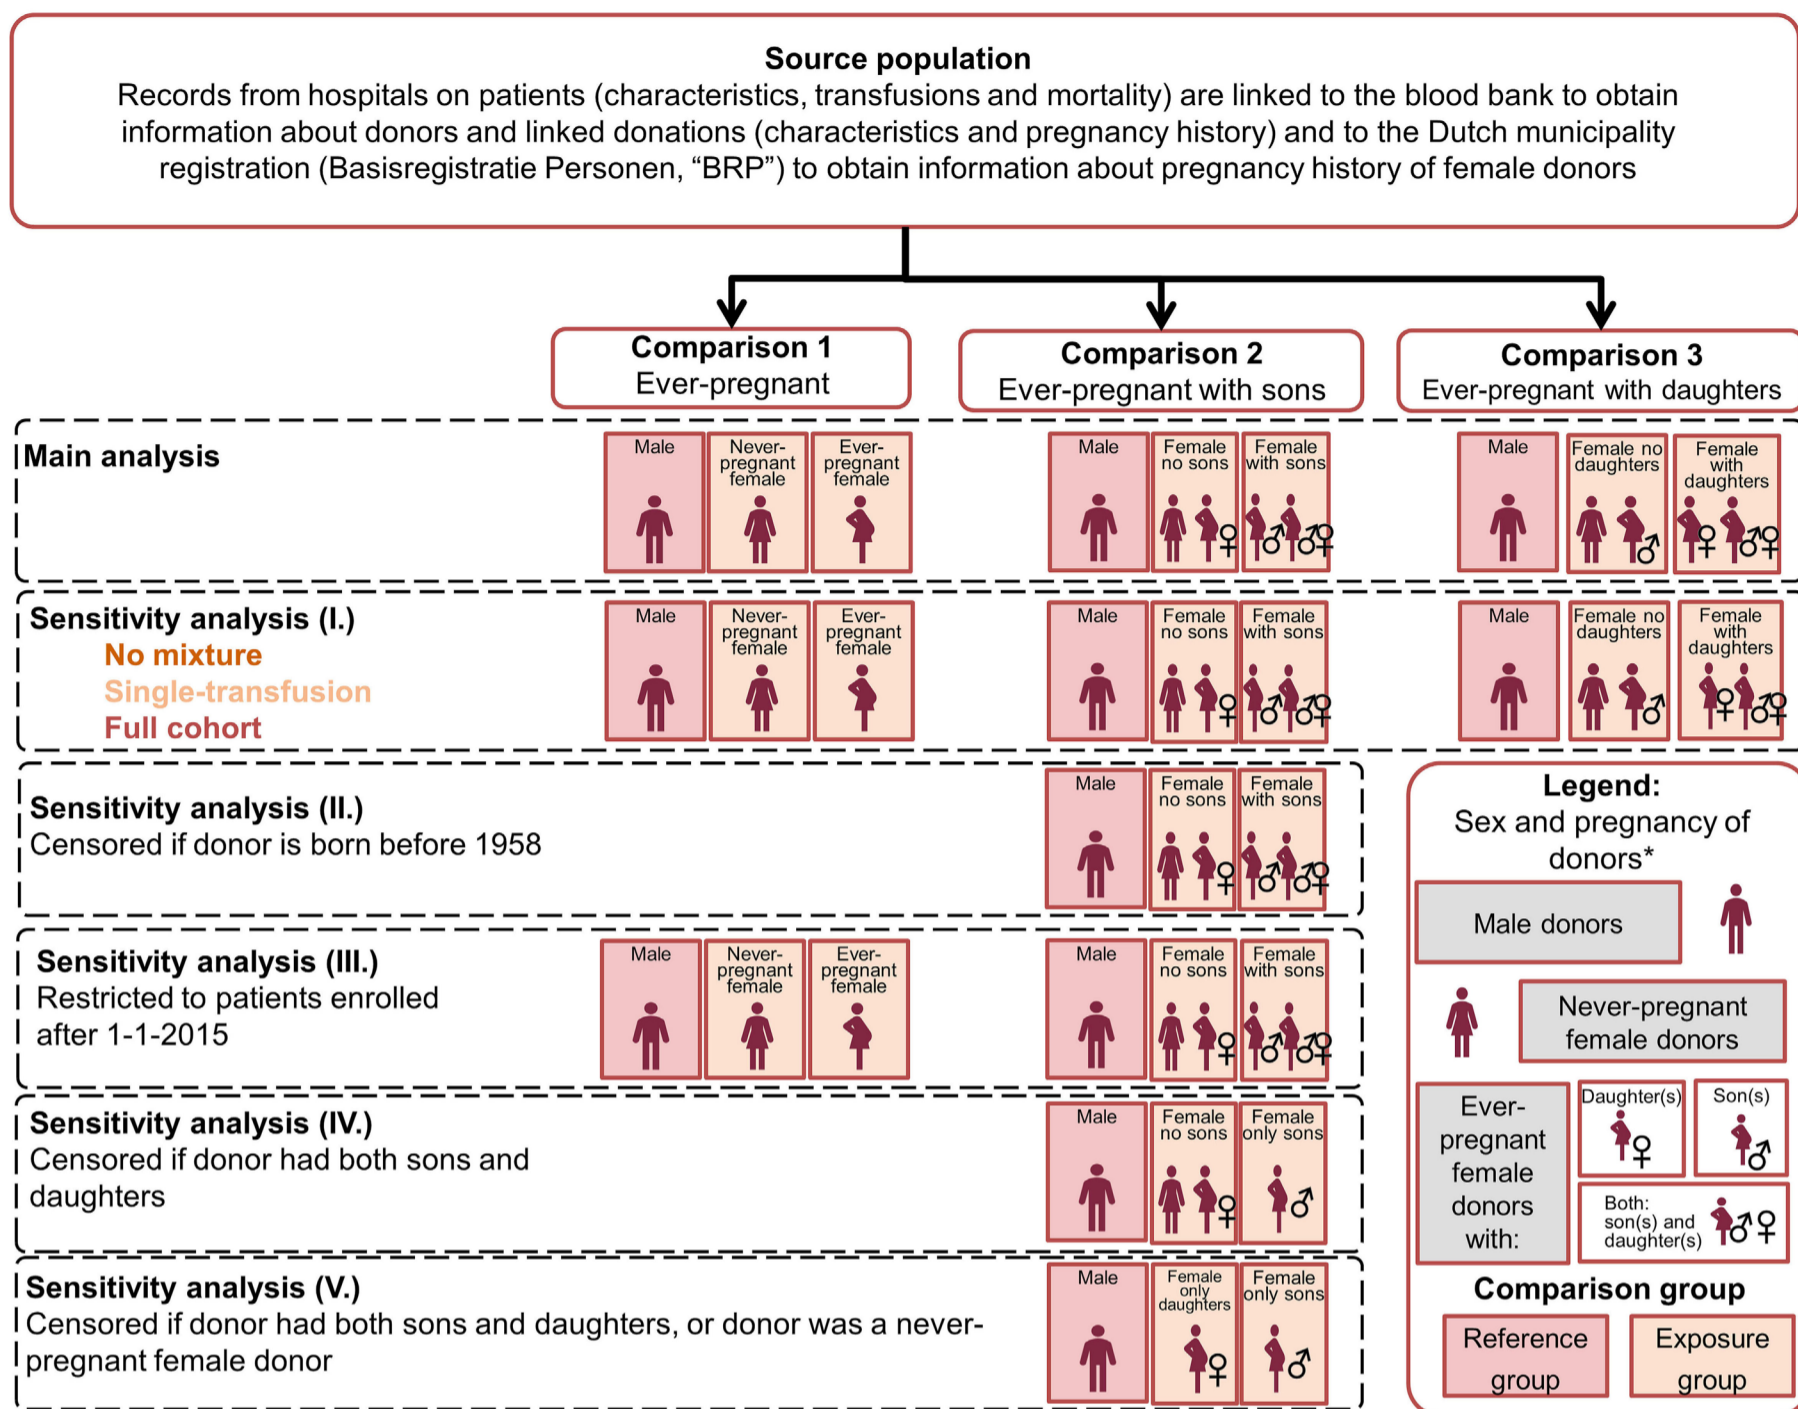 Source population
Records from hospitals on patients (characteristics, transfusions and mortality) are linked to the blood bank to obtain
information about donors and linked donations (characteristics and pregnancy history) and to the Dutch municipality
registration (Basisregistratie Personen, “BRP”) to obtain information about pregnancy history of female donors
Comparison 1
Ever-pregnant
Comparison 2
Ever-pregnant with sons
Comparison 3
Ever-pregnant with daughters
Main analysis
Male
Never-
pregnant
female
Ever-
pregnant
female
Male
Female
no sons
Female
with sons
Male
Female no
daughters
Female
with
daughters
Sensitivity analysis (I.)
No mixture
Single-transfusion
Full cohort
Male
Never-
pregnant
female
Ever-
pregnant
female
Male
Female
no sons
Female
with sons
Male
Female no
daughters
Female
with
daughters
Sensitivity analysis (II.)
Censored if donor is born before 1958
Male
Female
no sons
Female
with sons
Sensitivity analysis (III.)
Restricted to patients enrolled
after 1-1-2015
Male
Never-
pregnant
female
Ever-
pregnant
female
Male
Female
no sons
Female
with sons
Sensitivity analysis (IV.)
Censored if donor had both sons and
daughters
Male
Female
no sons
Female
only sons
Sensitivity analysis (V.)
Censored if donor had both sons and daughters, or donor was a never-
pregnant female donor
Male
Female
only
daughters
Female
only sons
Legend:
Sex and pregnancy of
donors*
Male donors
Never-pregnant
female donors
Ever-
pregnant
female
donors
with:
Daughter(s)
Son(s)
Both:
son(s) and
daughter(s)
Comparison group
Reference
group
Exposure
group